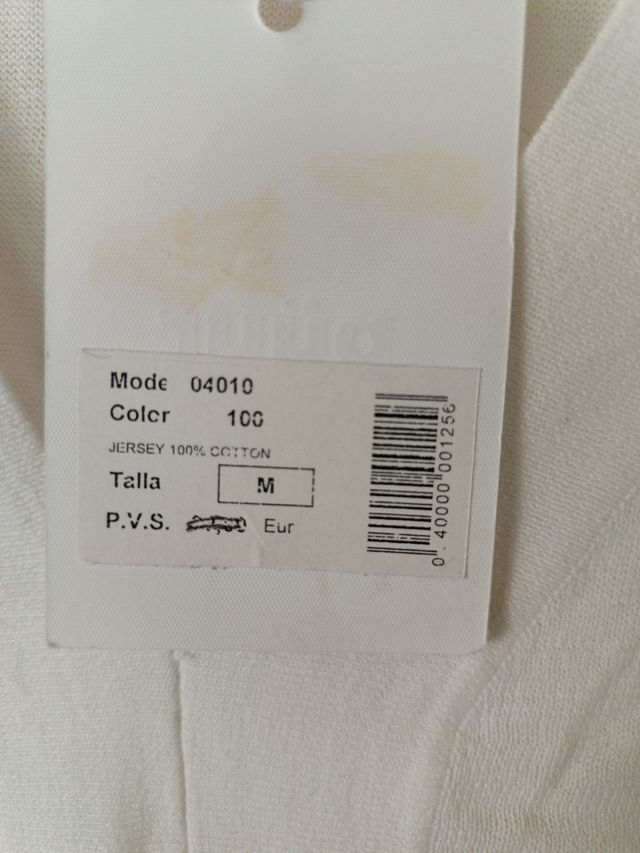 Mode 04010
Color 100
JERSEY 100% COTTON
Talla M
P.V.S. Eur
0 40000 001256